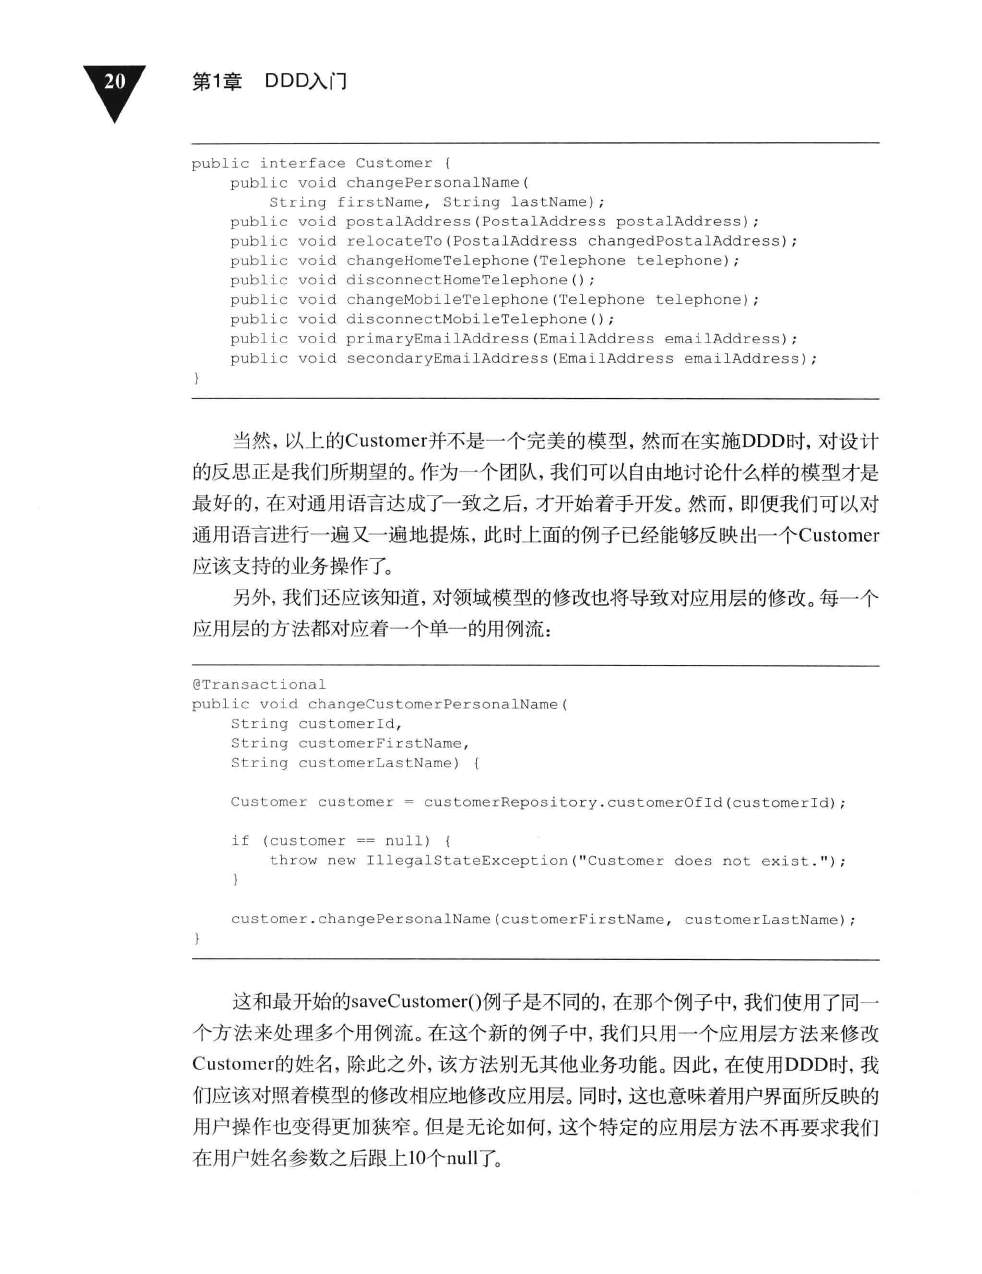 20
第1章 DDD入门
public interface Customer {
    public void changePersonalName(
        String firstName, String lastName);
    public void postalAddress(PostalAddress postalAddress);
    public void relocateTo(PostalAddress changedPostalAddress);
    public void changeHomeTelephone(Telephone telephone);
    public void disconnectHomeTelephone();
    public void changeMobileTelephone(Telephone telephone);
    public void disconnectMobileTelephone();
    public void primaryEmailAddress(EmailAddress emailAddress);
    public void secondaryEmailAddress(EmailAddress emailAddress);
}
当然，以上的Customer并不是一个完美的模型，然而在实施DDD时，对设计
的反思正是我们所期望的。作为一个团队，我们可以自由地讨论什么样的模型才是
最好的，在对通用语言达成了一致之后，才开始着手开发。然而，即便我们可以对
通用语言进行一遍又一遍地提炼，此时上面的例子已经能够反映出一个Customer
应该支持的业务操作了。
另外，我们还应该知道，对领域模型的修改也将导致对应用层的修改。每一个
应用层的方法都对应着一个单一的用例流：
@Transactional
public void changeCustomerPersonalName(
    String customerId,
    String customerFirstName,
    String customerLastName) {
    Customer customer = customerRepository.customerOfId(customerId);
    if (customer == null) {
        throw new IllegalStateException("Customer does not exist.");
    }
    customer.changePersonalName(customerFirstName, customerLastName);
}
这和最开始的saveCustomer()例子是不同的，在那个例子中，我们使用了同一
个方法来处理多个用例流。在这个新的例子中，我们只用一个应用层方法来修改
Customer的姓名，除此之外，该方法别无其他业务功能。因此，在使用DDD时，我
们应该对照着模型的修改相应地修改应用层。同时，这也意味着用户界面所反映的
用户操作也变得更加狭窄。但是无论如何，这个特定的应用层方法不再要求我们
在用户姓名参数之后跟上10个null了。